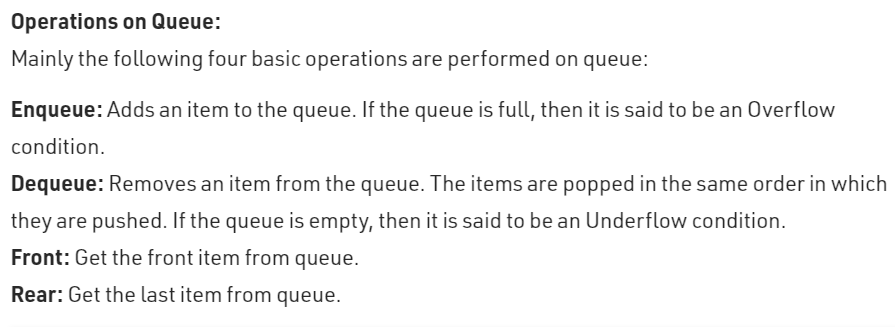 Operations on Queue:
Mainly the following four basic operations are performed on queue:
Enqueue: Adds an item to the queue. If the queue is full, then it is said to be an Overflow
condition.
Dequeue: Removes an item from the queue. The items are popped in the same order in which
they are pushed. If the queue is empty, then it is said to be an Underflow condition.
Front: Get the front item from queue.
Rear: Get the last item from queue.